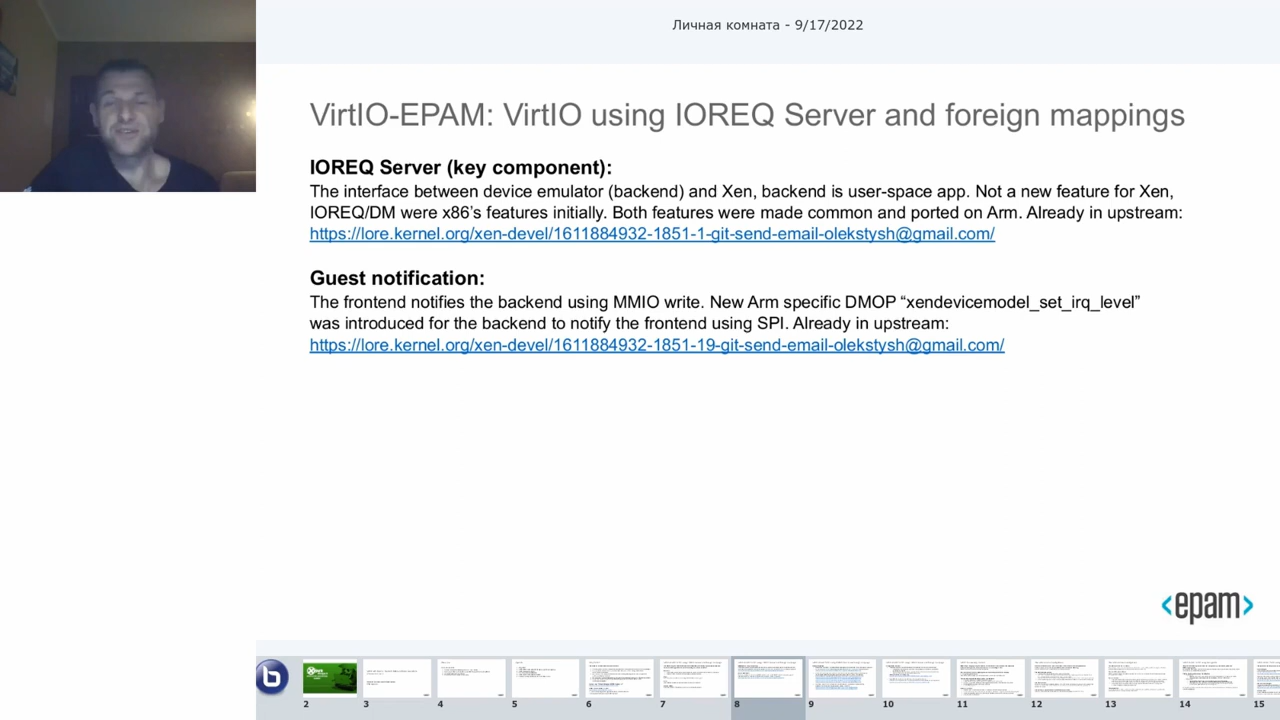 Личная комната - 9/17/2022
VirtIO-EPAM: VirtIO using IOREQ Server and foreign mappings
IOREQ Server (key component):
The interface between device emulator (backend) and Xen, backend is user-space app. Not a new feature for Xen,
IOREQ/DM were x86's features initially. Both features were made common and ported on Arm. Already in upstream:
https://lore.kernel.org/xen-devel/1611884932-1851-1-git-send-email-olekstysh@gmail.com/
Guest notification:
The frontend notifies the backend using MMIO write. New Arm specific DMOP “xendevicemodel_set_irq_level”
was introduced for the backend to notify the frontend using SPI. Already in upstream:
https://lore.kernel.org/xen-devel/1611884932-1851-19-git-send-email-olekstysh@gmail.com/
<epam>
2 3 4 5 6 7 8 9 10 11 12 13 14 15